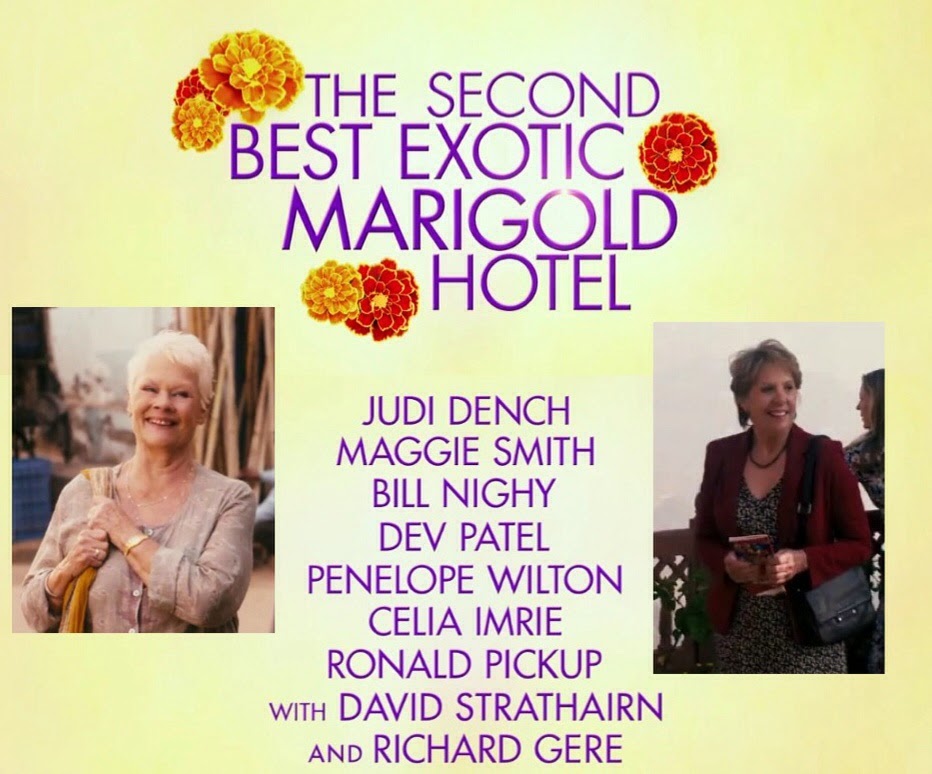 THE SECOND
BEST EXOTIC
MARIGOLD
HOTEL
JUDI DENCH
MAGGIE SMITH
BILL NIGHY
DEV PATEL
PENELOPE WILTON
CELIA IMRIE
RONALD PICKUP
WITH DAVID STRATHAIRN
AND RICHARD GERE